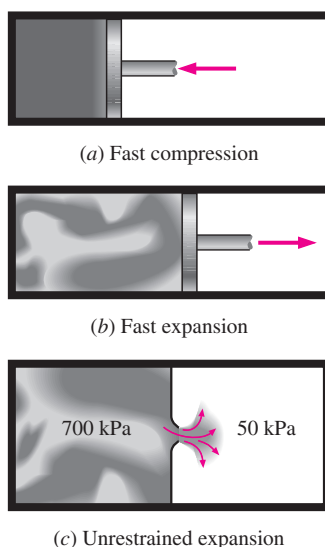 (a) Fast compression
(b) Fast expansion
700 kPa 50 kPa
(c) Unrestrained expansion